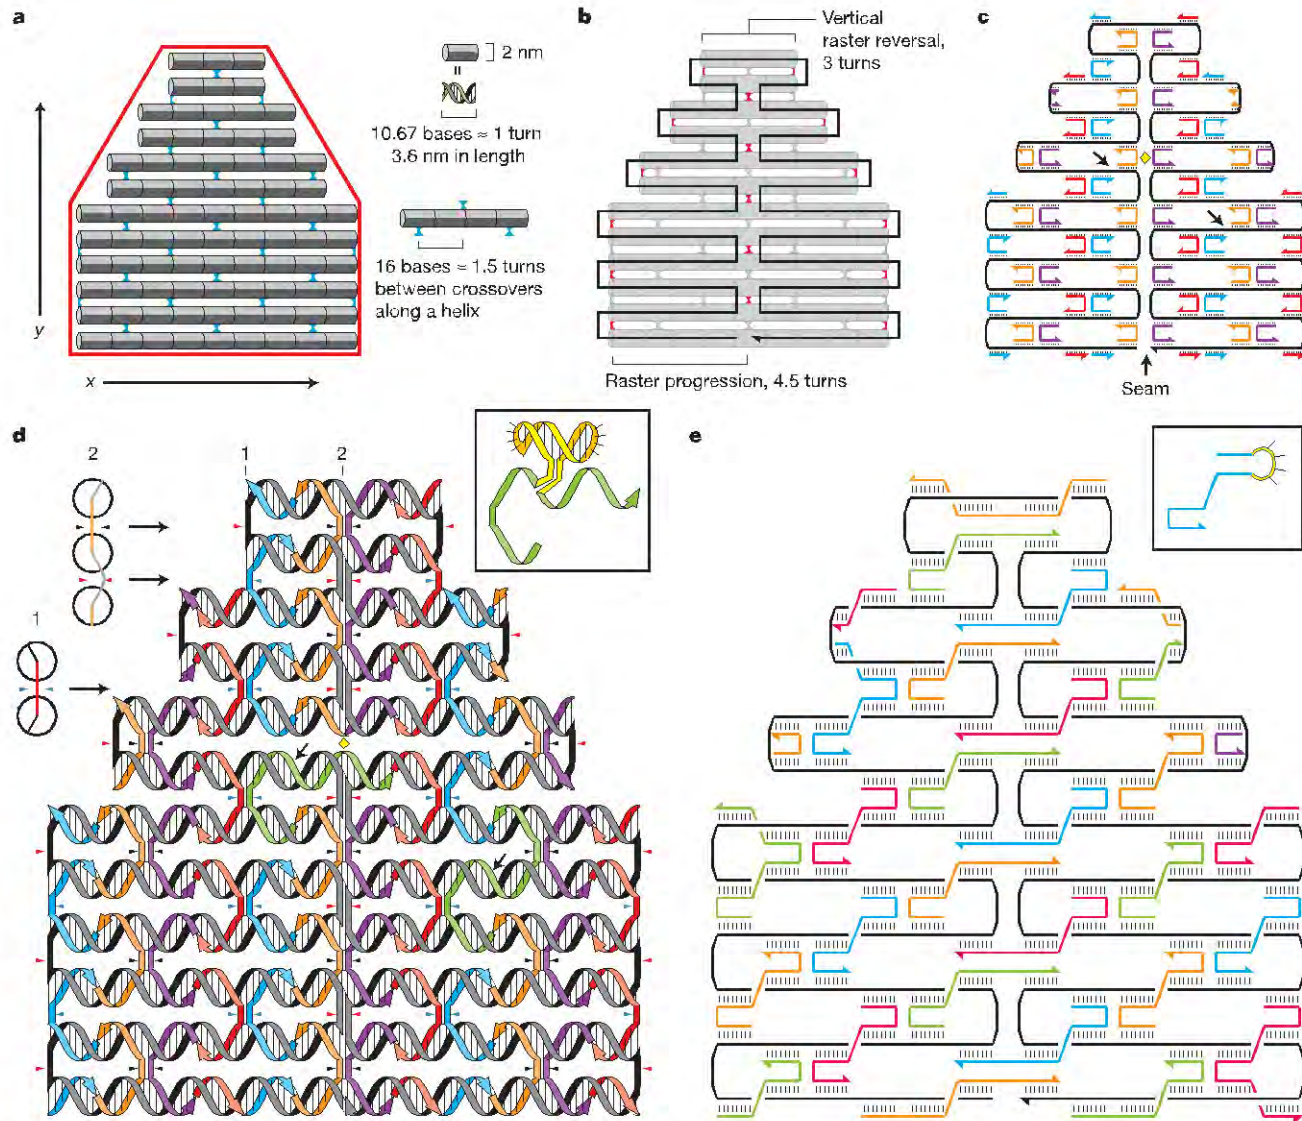 a
2 nm
10.67 bases ≈ 1 turn
3.6 nm in length
16 bases ≈ 1.5 turns
between crossovers
along a helix
y
x
b
Vertical
raster reversal,
3 turns
Raster progression, 4.5 turns
c
Seam
d
2
1
1
2
e